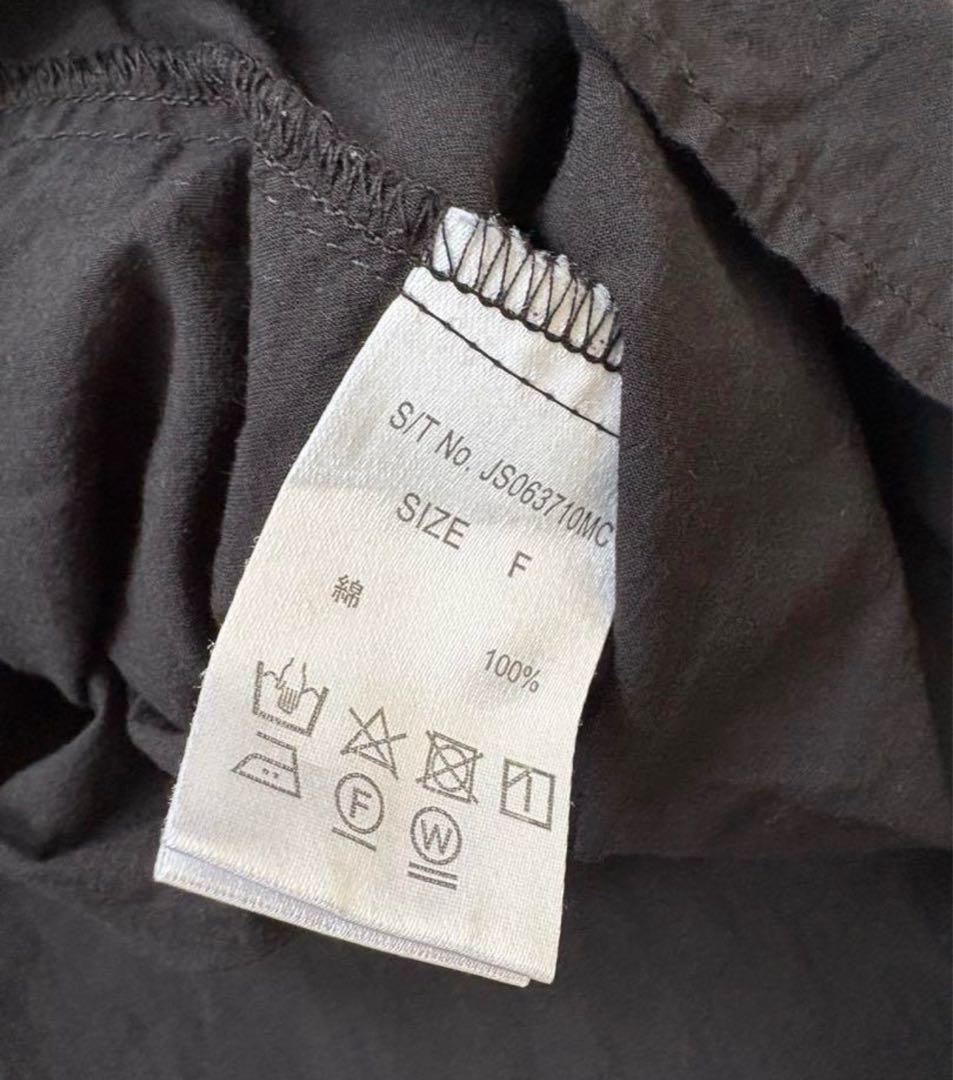 S/T No. JS063710MC
SIZE F
綿 100%
F
W